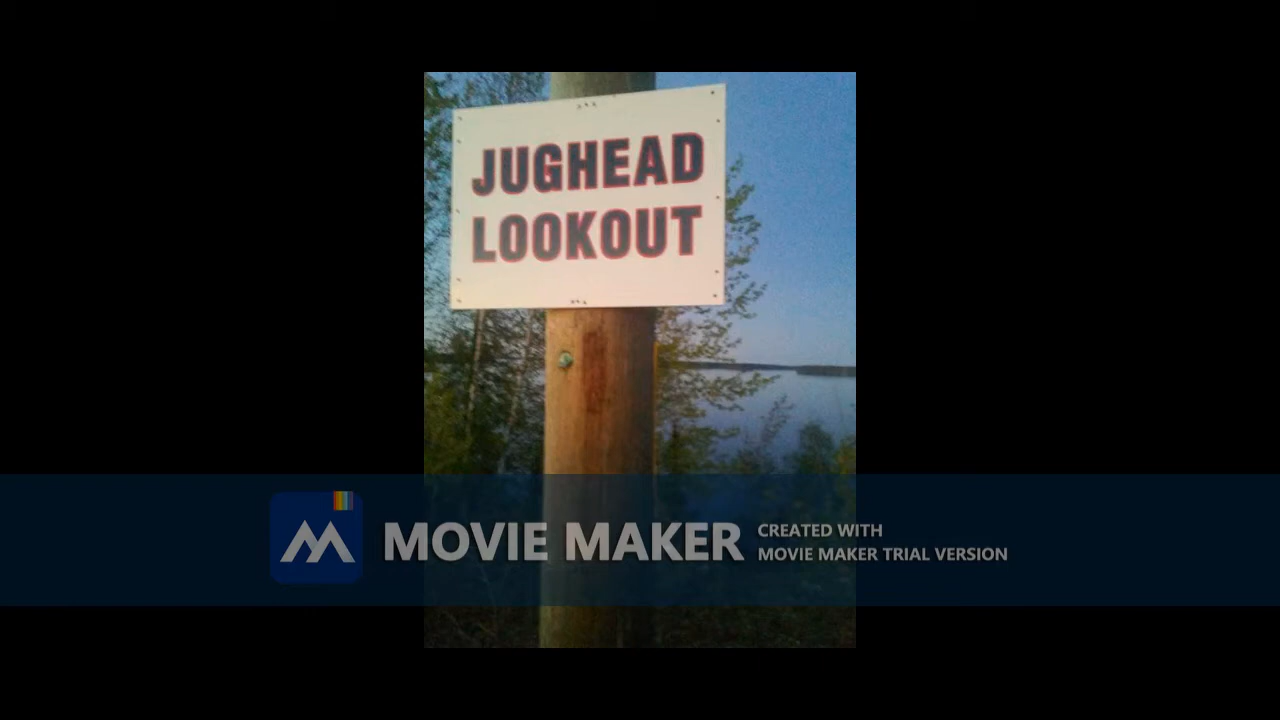 JUGHEAD
LOOKOUT
MOVIE MAKER
CREATED WITH
MOVIE MAKER TRIAL VERSION